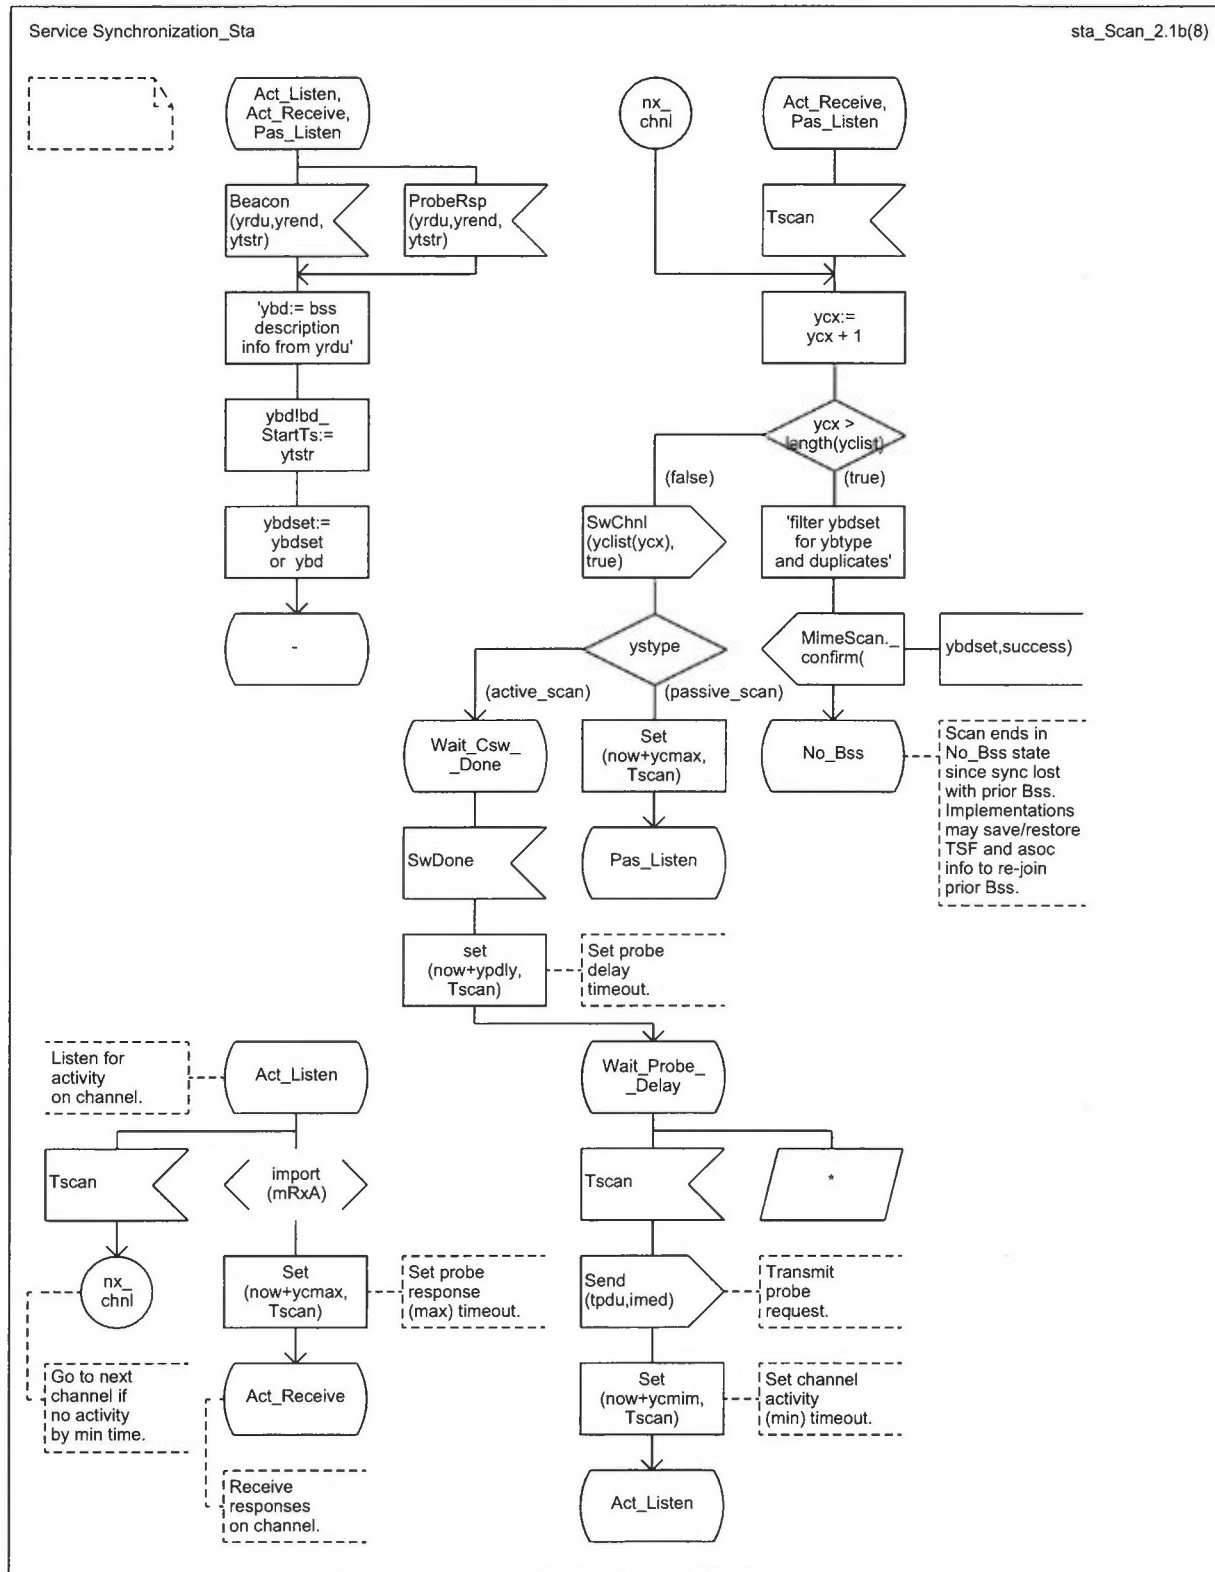 Service Synchronization_Sta
sta_Scan_2.1b(8)
Act_Listen,
Act_Receive,
Pas_Listen
nx_
chnl
Act_Receive,
Pas_Listen
Beacon
(yrdu,yrend,
ytstr)
ProbeRsp
(yrdu,yrend,
ytstr)
Tscan
'ybd:= bss
description
info from yrdu'
ycx:=
ycx + 1
ybd!bd_
StartTs:=
ytstr
ycx >
length(yclist)
(false)
(true)
ybdset:=
ybdset
or ybd
SwChnl
(yclist(ycx),
true)
'filter ybdset
for ybtype
and duplicates'
-
ystype
MlmeScan._
confirm(
ybdset,success)
(active_scan)
(passive_scan)
Wait_Csw_
_Done
Set
(now+ycmax,
Tscan)
No_Bss
Scan ends in
No_Bss state
since sync lost
with prior Bss.
Implementations
may save/restore
TSF and asoc
info to re-join
prior Bss.
SwDone
Pas_Listen
set
(now+ypdly,
Tscan)
Set probe
delay
timeout.
Listen for
activity
on channel.
Act_Listen
Wait_Probe_
_Delay
Tscan
import
(mRxA)
Tscan
*
nx_
chnl
Set
(now+ycmax,
Tscan)
Set probe
response
(max) timeout.
Send
(tpdu,imed)
Transmit
probe
request.
Go to next
channel if
no activity
by min time.
Act_Receive
Set
(now+ycmim,
Tscan)
Set channel
activity
(min) timeout.
Receive
responses
on channel.
Act_Listen